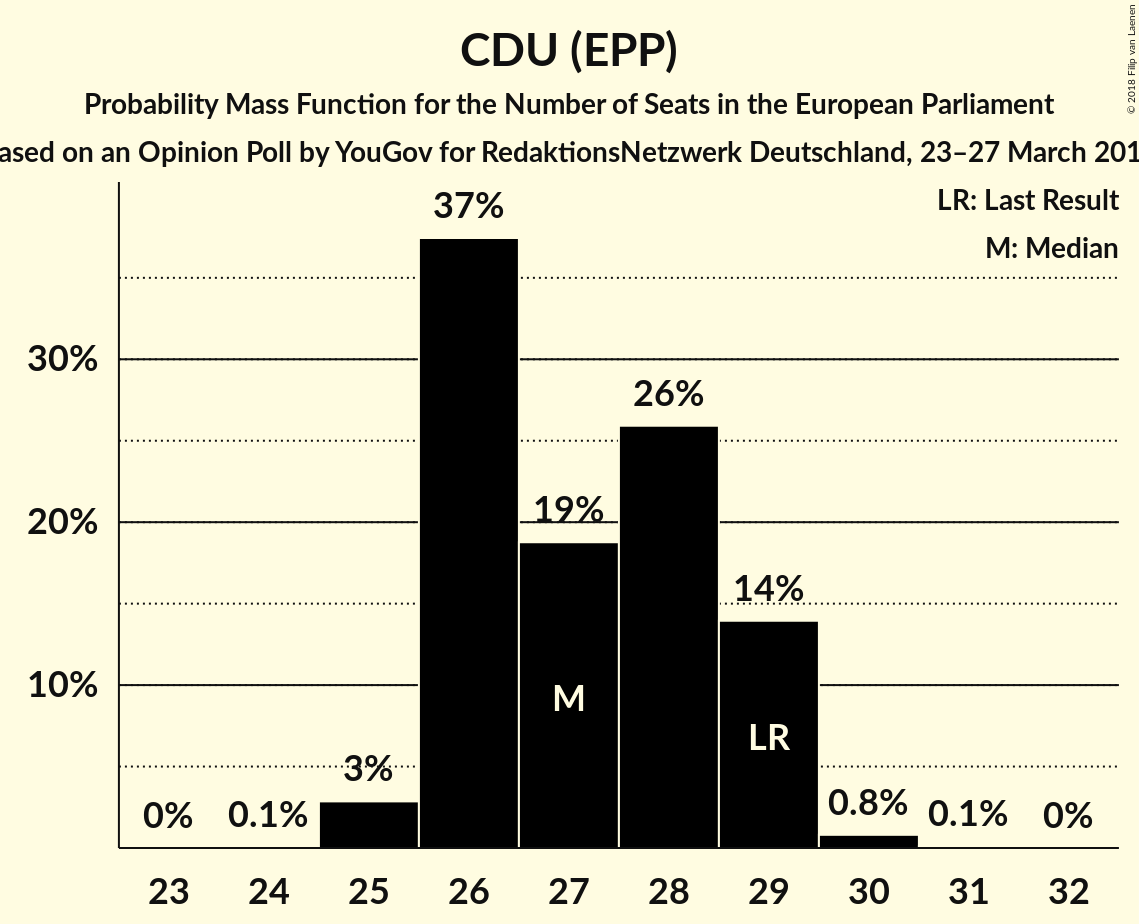 CDU (EPP)
Probability Mass Function for the Number of Seats in the European Parliament
ased on an Opinion Poll by YouGov for RedaktionsNetzwerk Deutschland, 23–27 March 201
© 2018 Filip van Laenen
LR: Last Result
M: Median
37%
30%
26%
20%
19%
14%
10%
M
LR
3%
0%
0.1%
0.8%
0.1%
0%
23 24 25 26 27 28 29 30 31 32